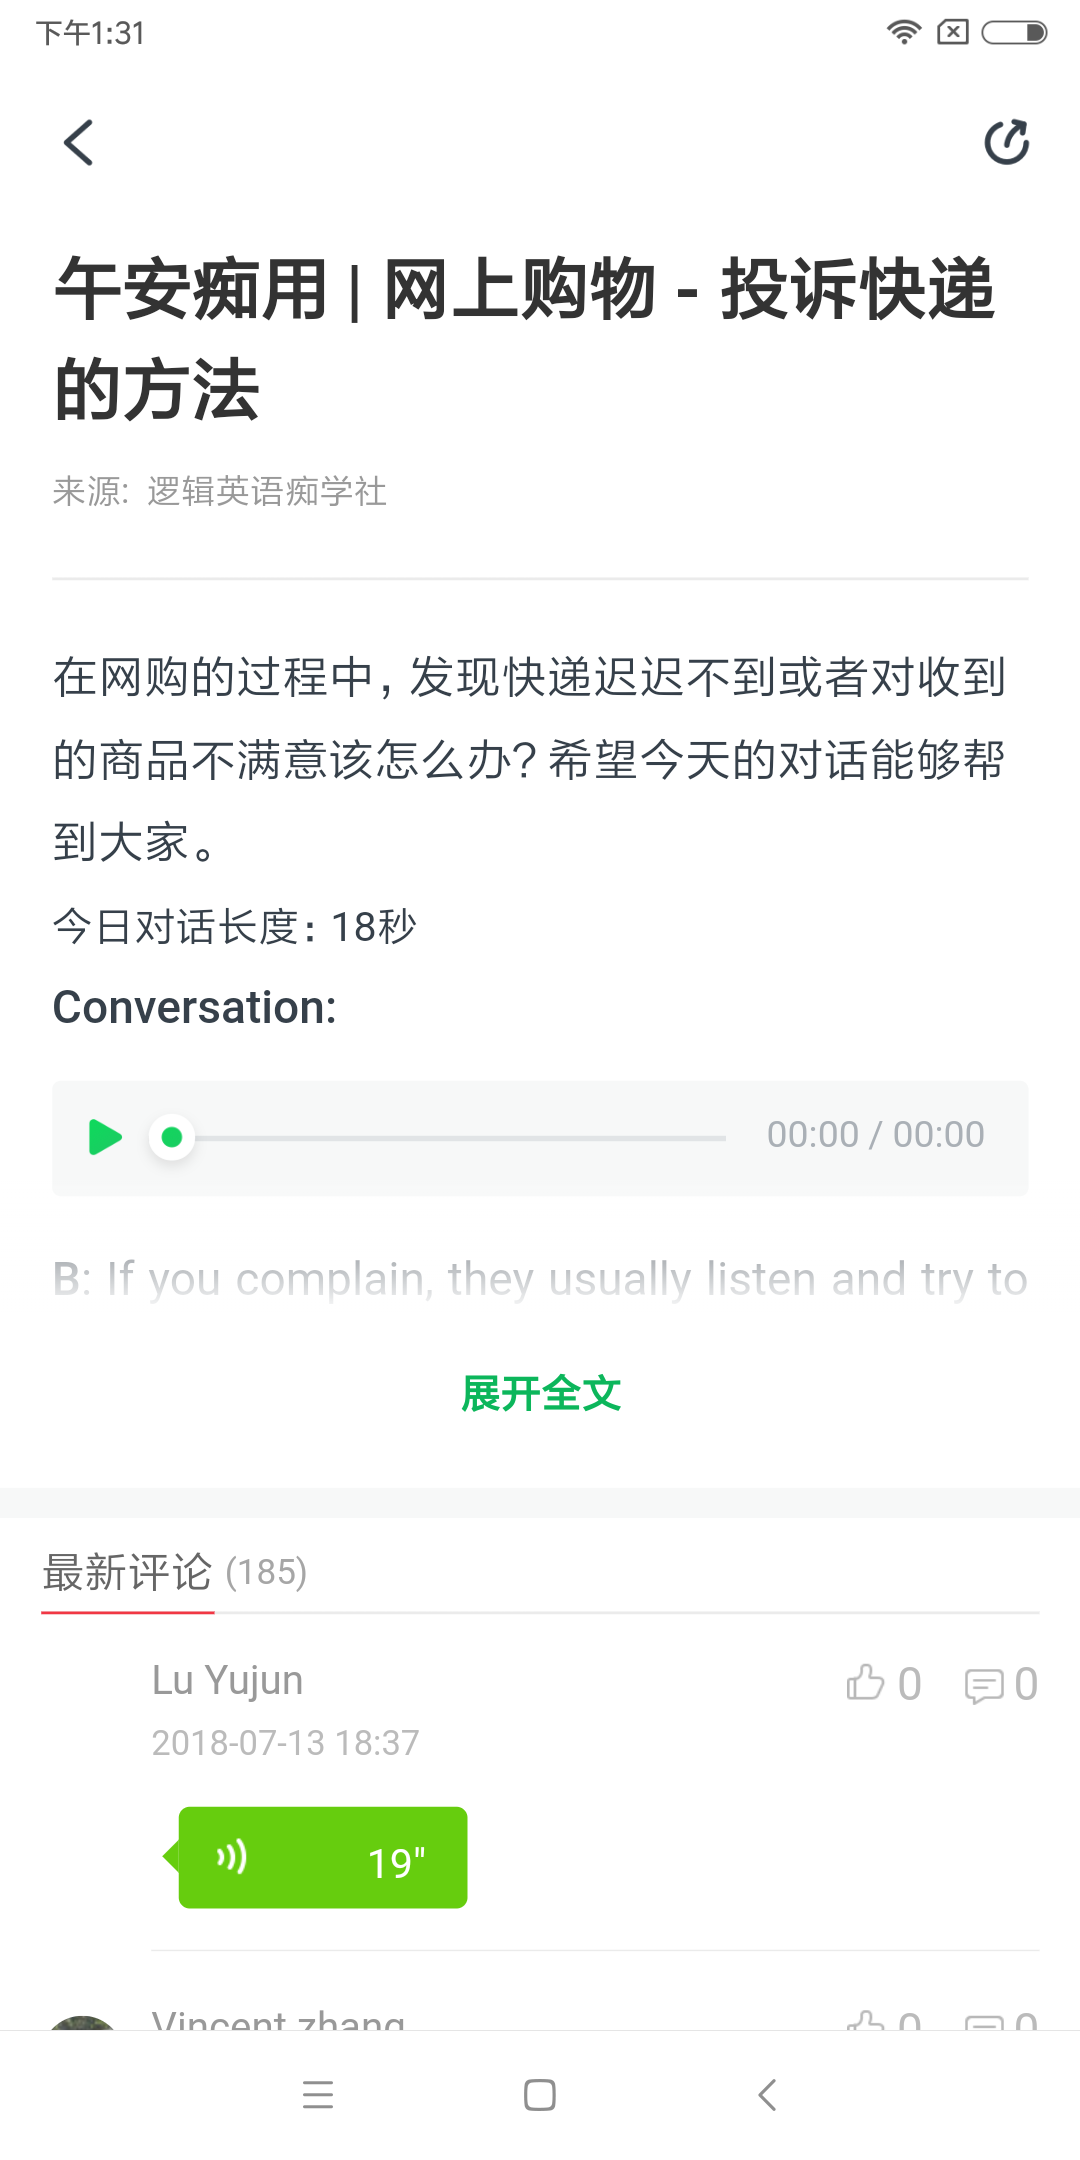 下午1:31
午安痴用 | 网上购物 - 投诉快递
的方法
来源: 逻辑英语痴学社
在网购的过程中，发现快递迟迟不到或者对收到
的商品不满意该怎么办？希望今天的对话能够帮
到大家。
今日对话长度：18秒
Conversation:
00:00 / 00:00
B: If you complain, they usually listen and try to
展开全文
最新评论 (185)
Lu Yujun 0 0
2018-07-13 18:37
19"
Vincent zhang 0 0